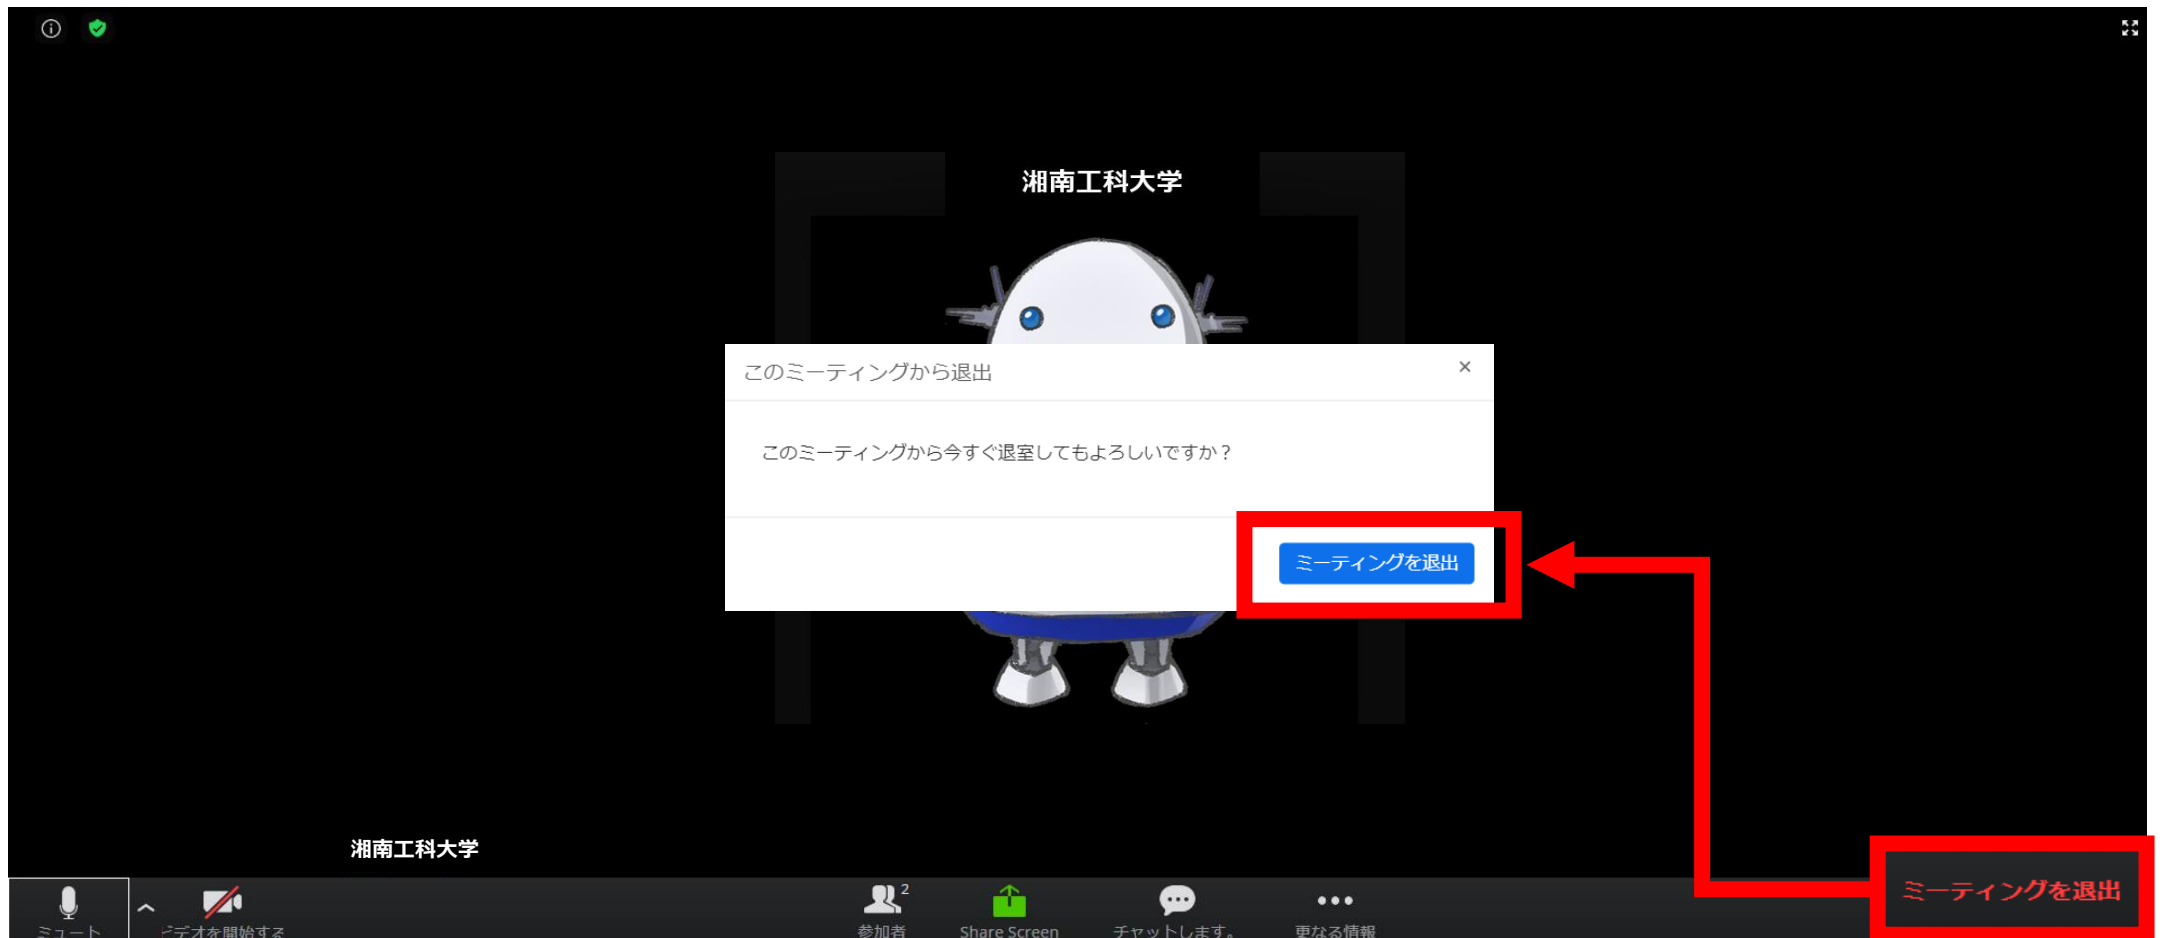 湘南工科大学
このミーティングから退出
×
このミーティングから今すぐ退室してもよろしいですか？
ミーティングを退出
湘南工科大学
ミーティングを退出
2
ミュート
ビデオを開始する
参加者
Share Screen
チャットします。
更なる情報